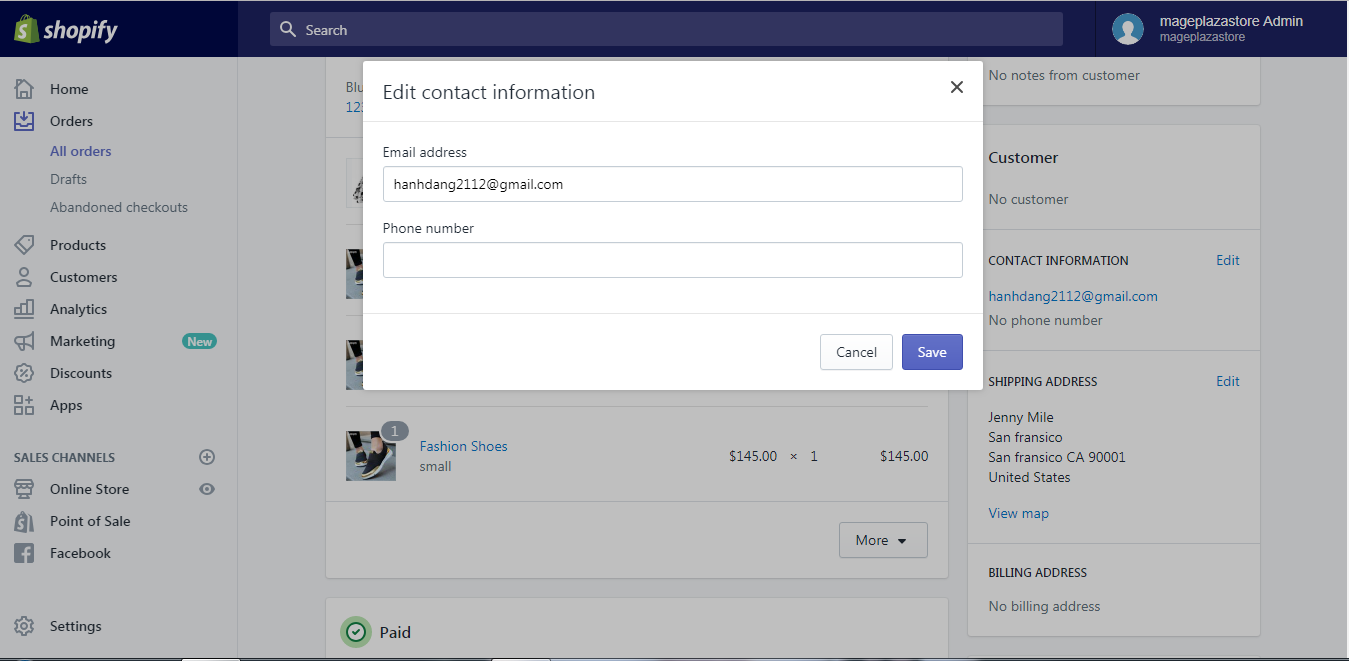 shopify
Search
mageplazastore Admin
mageplazastore
Home
Orders
All orders
Drafts
Abandoned checkouts
Products
Customers
Analytics
Marketing
New
Discounts
Apps
SALES CHANNELS
Online Store
Point of Sale
Facebook
Settings
Edit contact information
Email address
hanhdang2112@gmail.com
Phone number
Cancel
Save
1
Fashion Shoes
small
$145.00 × 1 $145.00
More
Paid
No notes from customer
Customer
No customer
CONTACT INFORMATION Edit
hanhdang2112@gmail.com
No phone number
SHIPPING ADDRESS Edit
Jenny Mile
San fransico
San fransico CA 90001
United States
View map
BILLING ADDRESS
No billing address